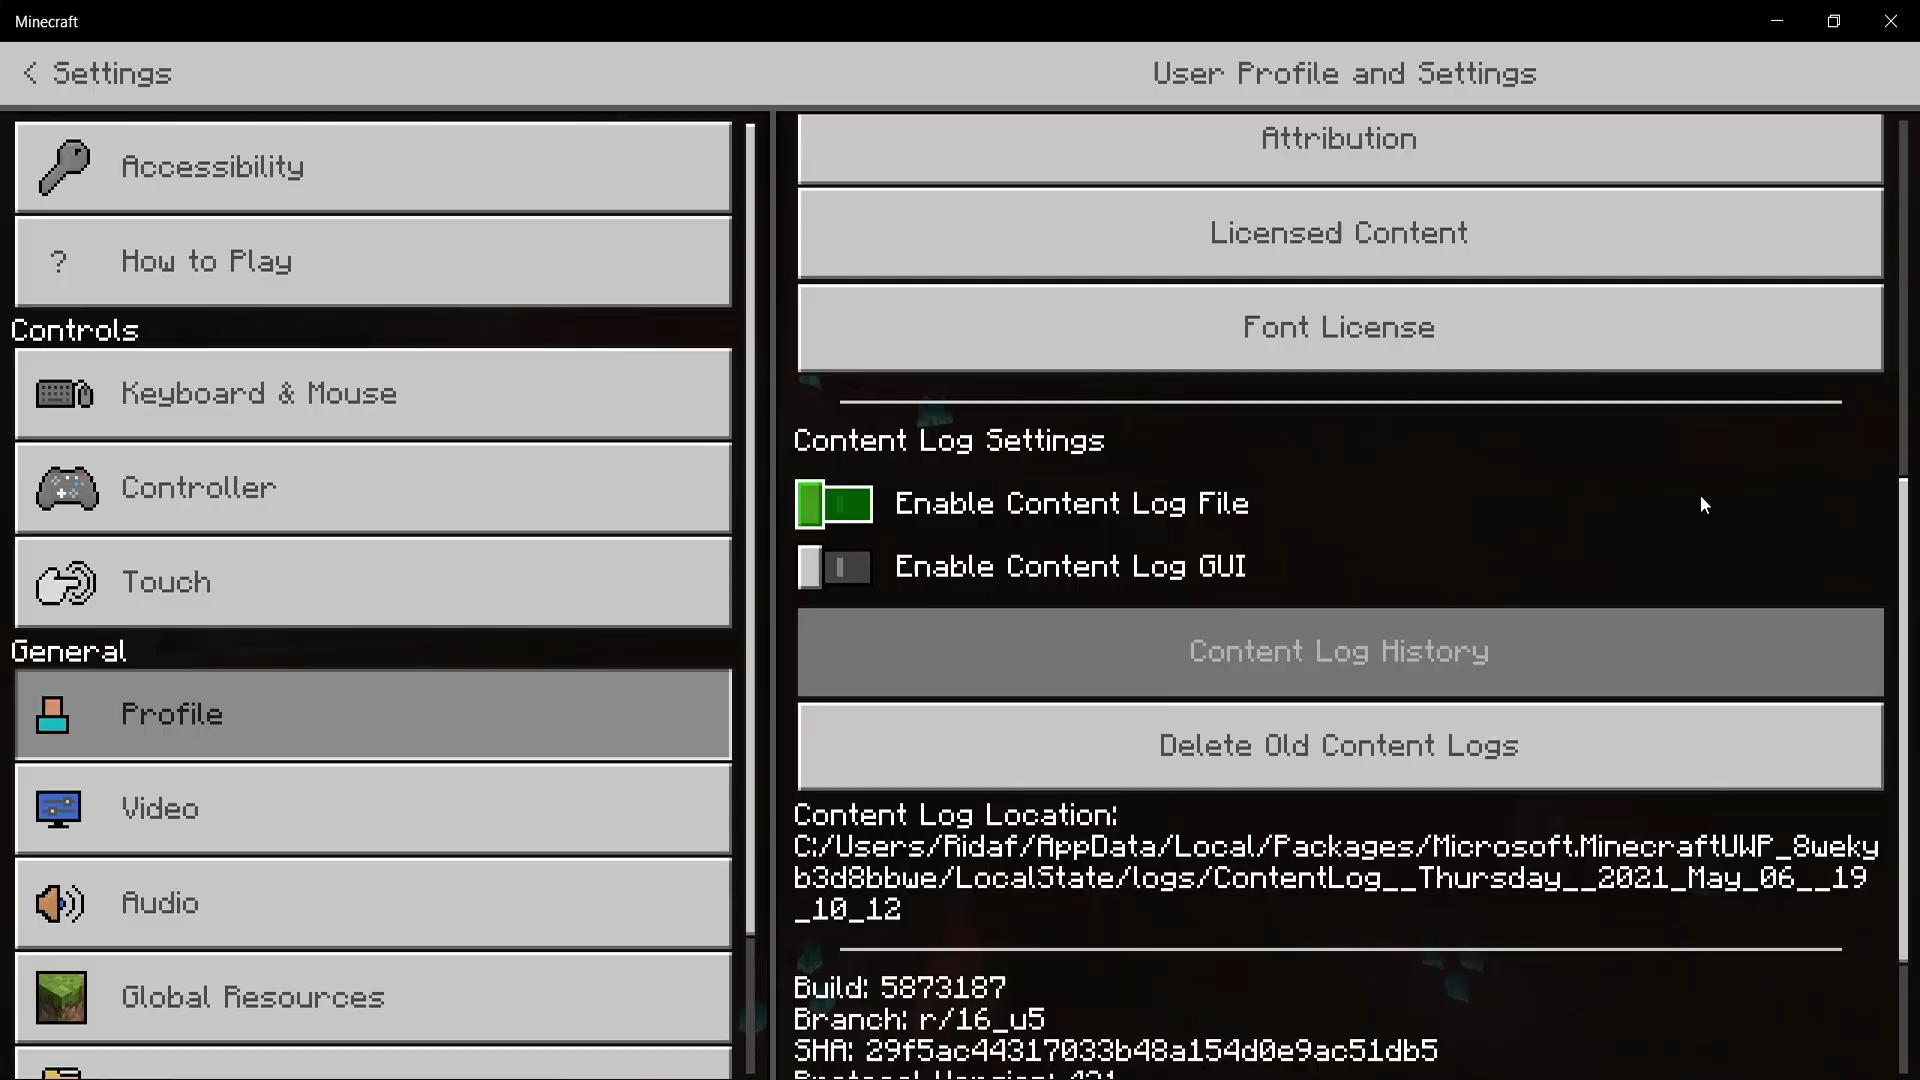 Minecraft
Settings
User Profile and Settings
Accessibility
? How to Play
Controls
Keyboard & Mouse
Controller
Touch
General
Profile
Video
Audio
Global Resources
Attribution
Licensed Content
Font License
Content Log Settings
Enable Content Log File
Enable Content Log GUI
Content Log History
Delete Old Content Logs
Content Log Location:
C:/Users/Ridaf/AppData/Local/Packages/Microsoft.MinecraftUWP_8weky
b3d8bbwe/LocalState/logs/ContentLog__Thursday__2021_May_06__19
_10_12
Build: 5873187
Branch: r/16_u5
SHA: 29f5ac44317033b48a154d0e9ac51db5